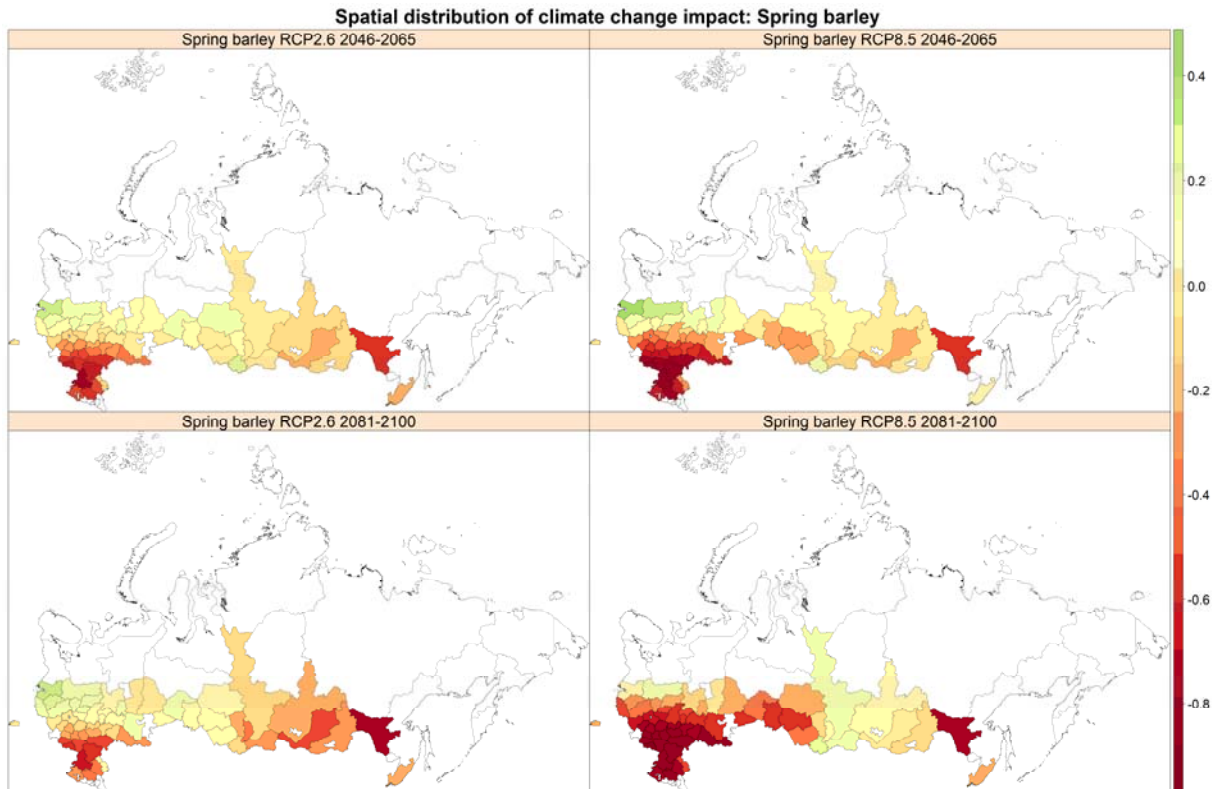 Spatial distribution of climate change impact: Spring barley
Spring barley RCP2.6 2046-2065
Spring barley RCP8.5 2046-2065
0.4
0.2
0.0
-0.2
Spring barley RCP2.6 2081-2100
Spring barley RCP8.5 2081-2100
-0.4
-0.6
-0.8